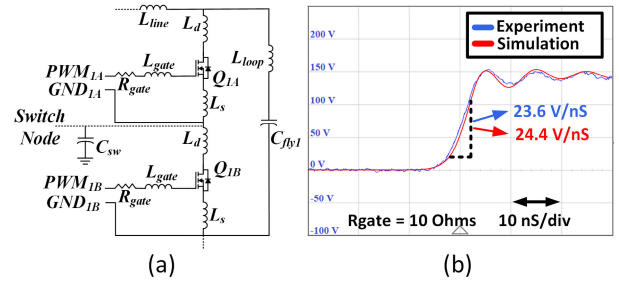 L_line
L_d
L_gate
L_loop
PWM_1A
GND_1A
R_gate
Q_1A
L_s
Switch
Node
L_d
C_sw
C_fly1
L_gate
Q_1B
PWM_1B
GND_1B
R_gate
L_s
(a)
200 V
150 V
100 V
50 V
0 V
-50 V
-100 V
Experiment
Simulation
23.6 V/nS
24.4 V/nS
Rgate = 10 Ohms
10 nS/div
(b)